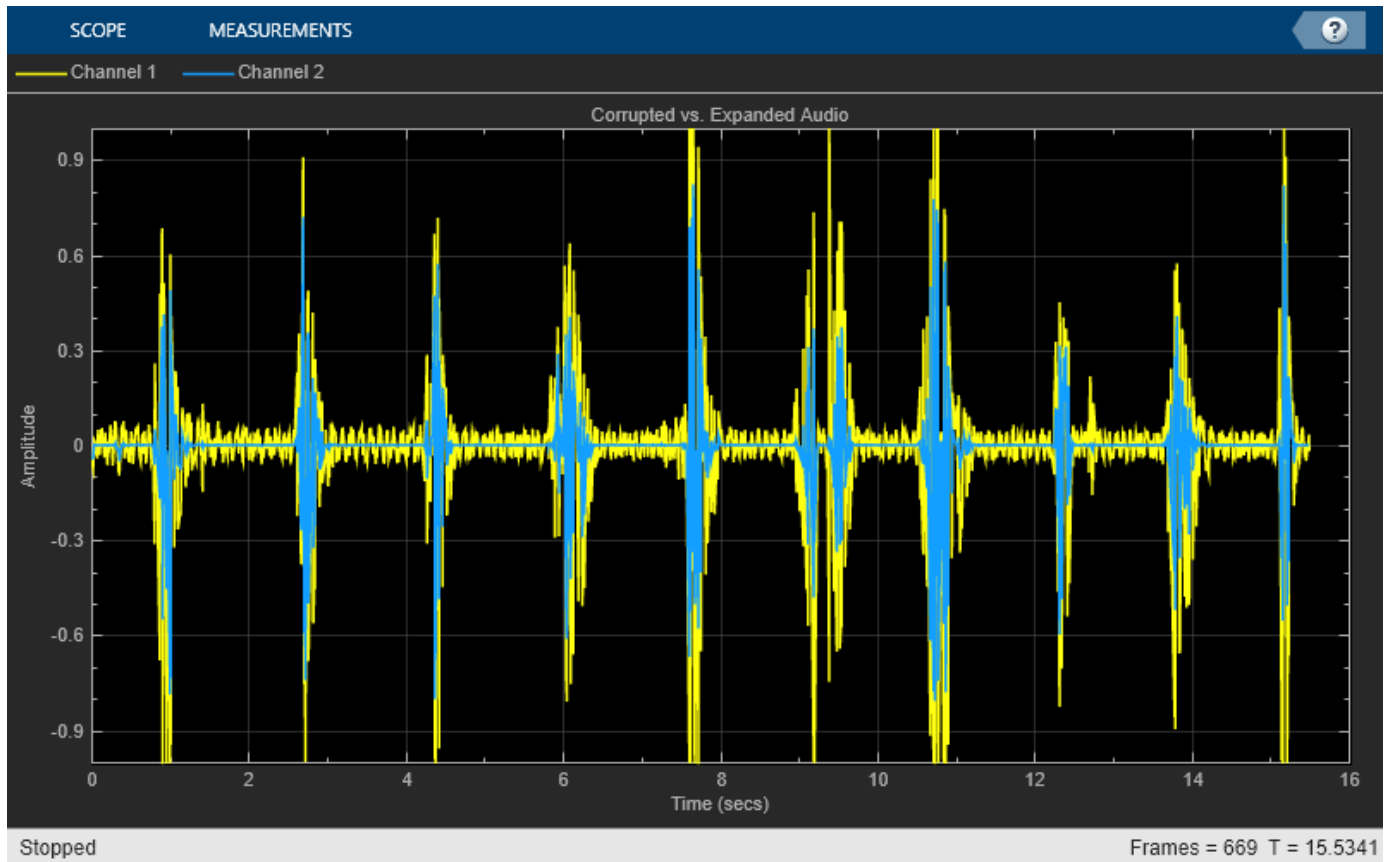 SCOPE MEASUREMENTS ?
Channel 1 Channel 2
Corrupted vs. Expanded Audio
0.9
0.6
0.3
0
-0.3
-0.6
-0.9
Amplitude
0 2 4 6 8 10 12 14 16
Time (secs)
Stopped Frames = 669 T = 15.5341